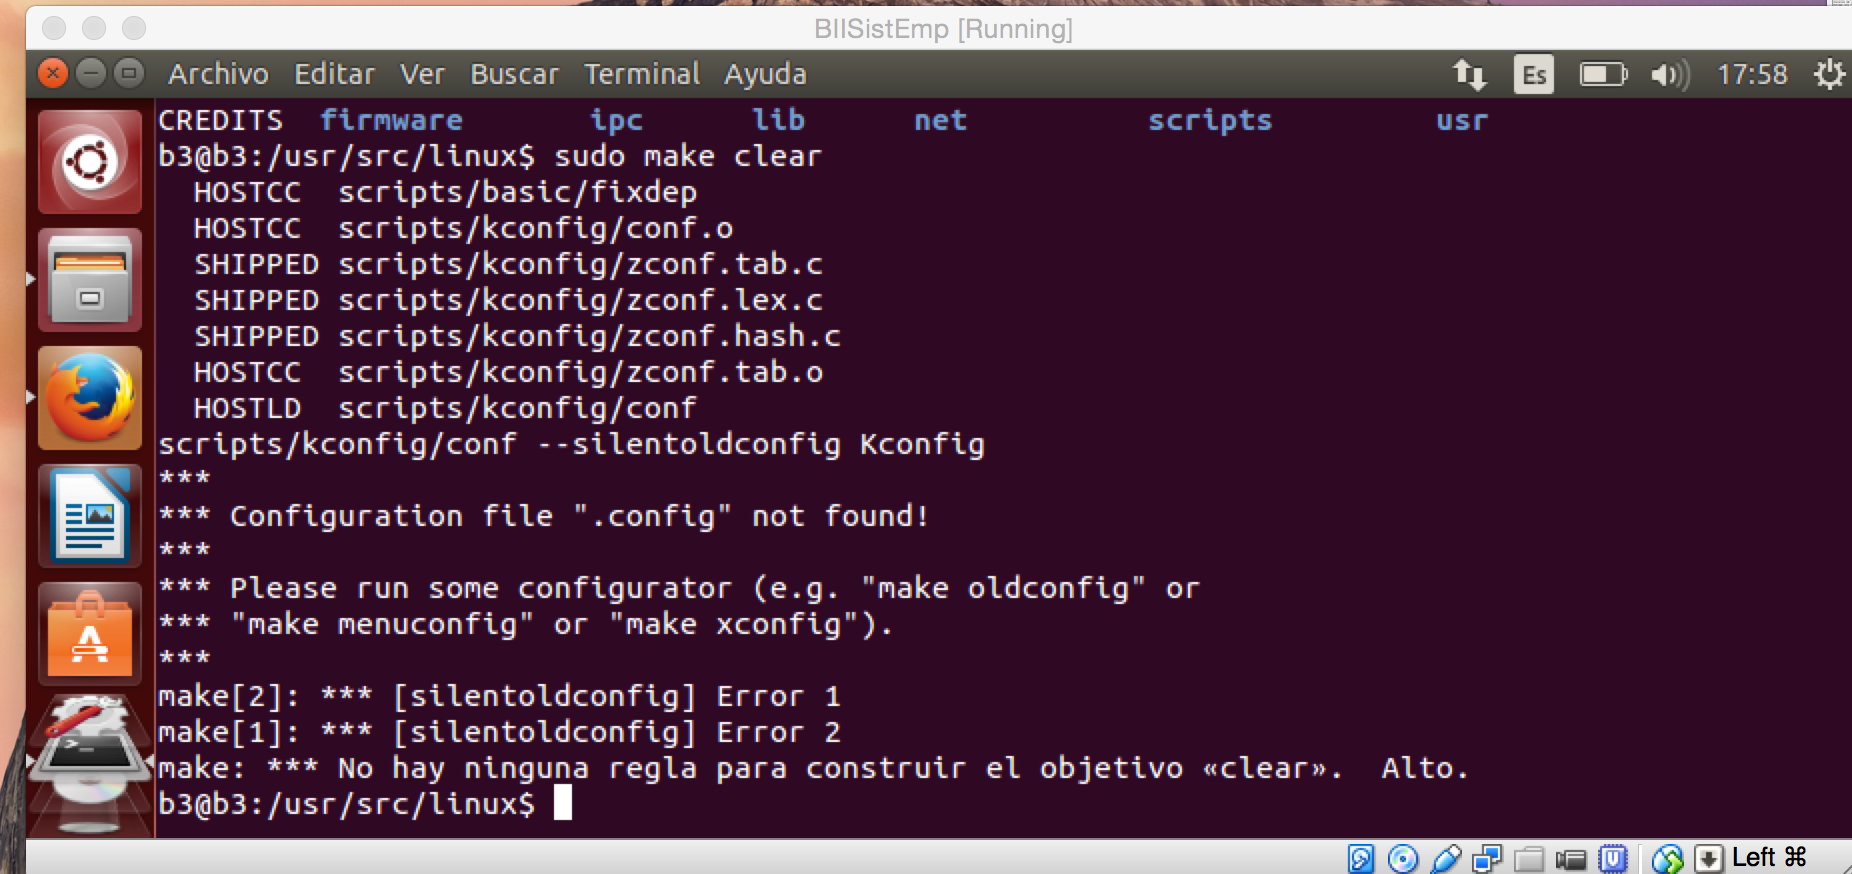 BIISistEmp [Running]
Archivo Editar Ver Buscar Terminal Ayuda Es 17:58
CREDITS firmware ipc lib net scripts usr
b3@b3:/usr/src/linux$ sudo make clear
HOSTCC scripts/basic/fixdep
HOSTCC scripts/kconfig/conf.o
SHIPPED scripts/kconfig/zconf.tab.c
SHIPPED scripts/kconfig/zconf.lex.c
SHIPPED scripts/kconfig/zconf.hash.c
HOSTCC scripts/kconfig/zconf.tab.o
HOSTLD scripts/kconfig/conf
scripts/kconfig/conf --silentoldconfig Kconfig
***
*** Configuration file ".config" not found!
***
*** Please run some configurator (e.g. "make oldconfig" or
*** "make menuconfig" or "make xconfig").
***
make[2]: *** [silentoldconfig] Error 1
make[1]: *** [silentoldconfig] Error 2
make: *** No hay ninguna regla para construir el objetivo «clear». Alto.
b3@b3:/usr/src/linux$
Left ⌘